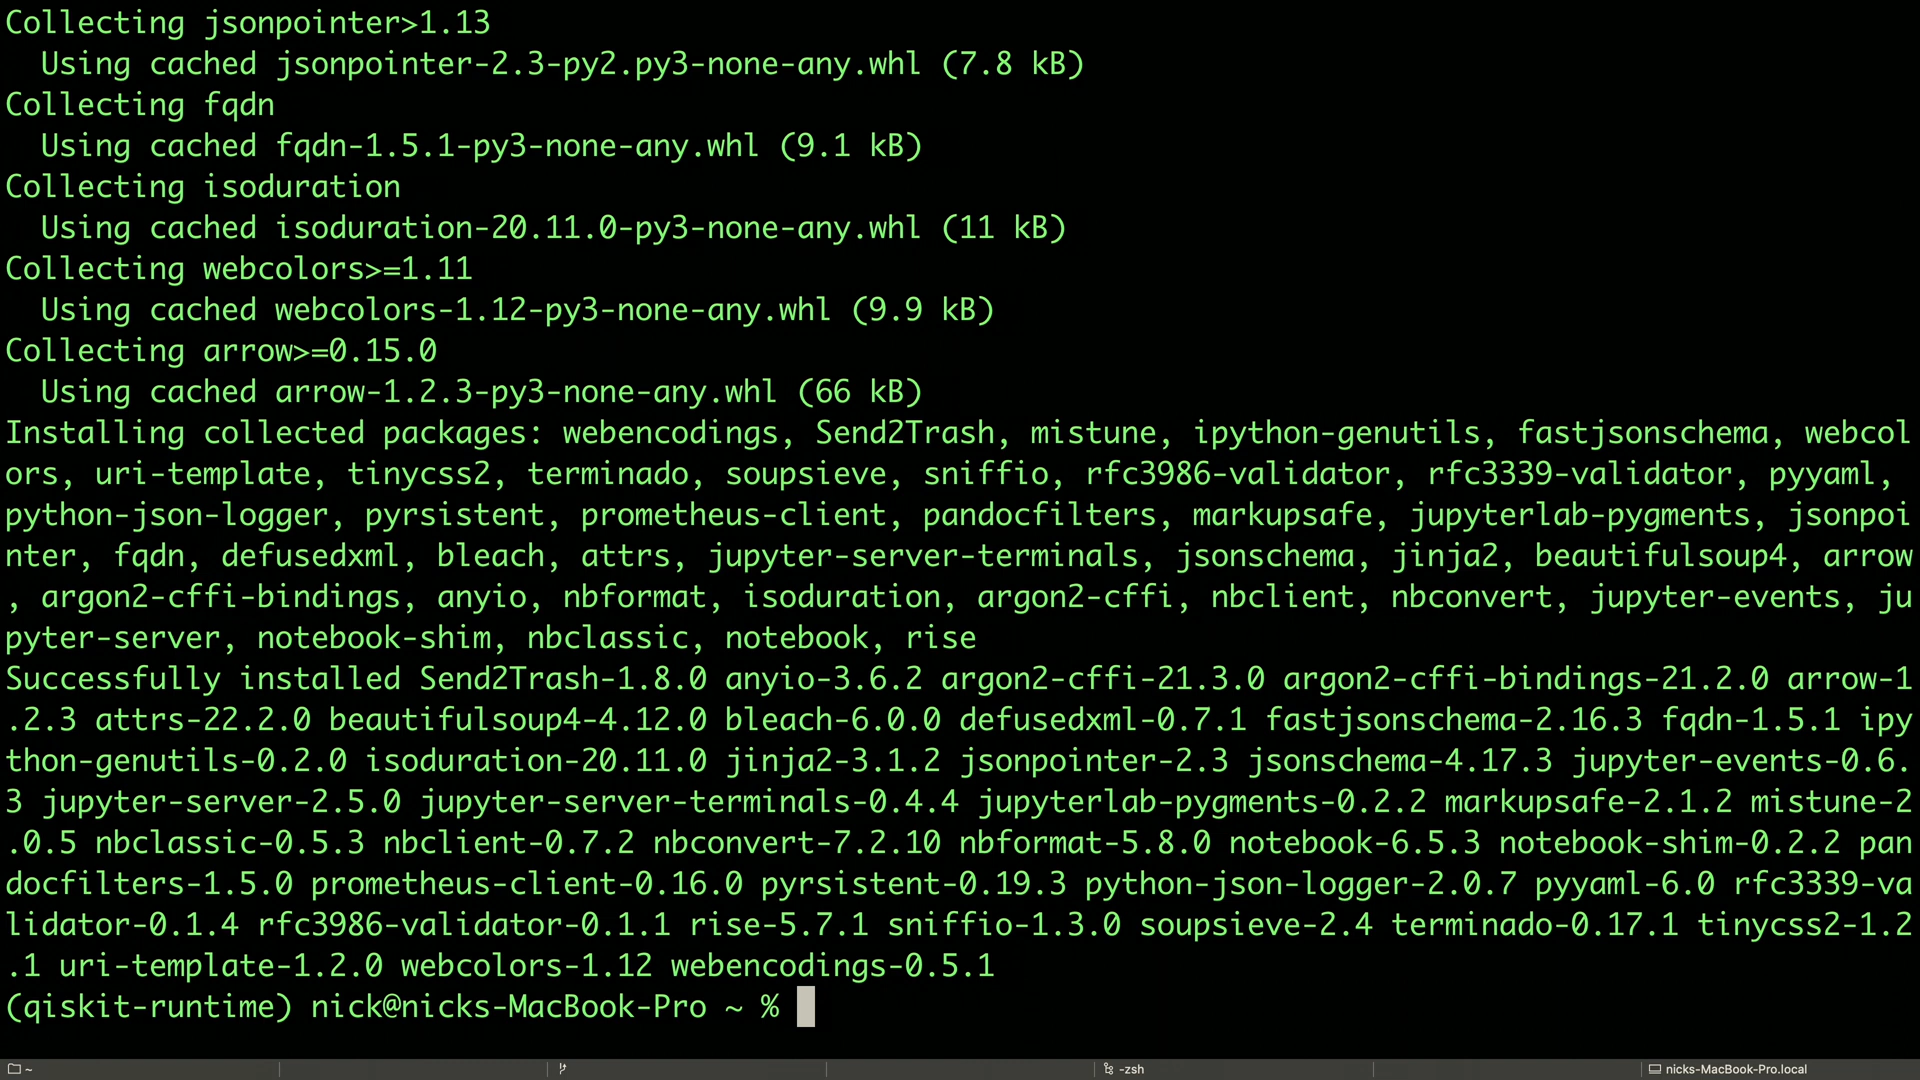 Collecting jsonpointer>1.13
  Using cached jsonpointer-2.3-py2.py3-none-any.whl (7.8 kB)
Collecting fqdn
  Using cached fqdn-1.5.1-py3-none-any.whl (9.1 kB)
Collecting isoduration
  Using cached isoduration-20.11.0-py3-none-any.whl (11 kB)
Collecting webcolors>=1.11
  Using cached webcolors-1.12-py3-none-any.whl (9.9 kB)
Collecting arrow>=0.15.0
  Using cached arrow-1.2.3-py3-none-any.whl (66 kB)
Installing collected packages: webencodings, Send2Trash, mistune, ipython-genutils, fastjsonschema, webcol
ors, uri-template, tinycss2, terminado, soupsieve, sniffio, rfc3986-validator, rfc3339-validator, pyyaml,
python-json-logger, pyrsistent, prometheus-client, pandocfilters, markupsafe, jupyterlab-pygments, jsonpoi
nter, fqdn, defusedxml, bleach, attrs, jupyter-server-terminals, jsonschema, jinja2, beautifulsoup4, arrow
, argon2-cffi-bindings, anyio, nbformat, isoduration, argon2-cffi, nbclient, nbconvert, jupyter-events, ju
pyter-server, notebook-shim, nbclassic, notebook, rise
Successfully installed Send2Trash-1.8.0 anyio-3.6.2 argon2-cffi-21.3.0 argon2-cffi-bindings-21.2.0 arrow-1
.2.3 attrs-22.2.0 beautifulsoup4-4.12.0 bleach-6.0.0 defusedxml-0.7.1 fastjsonschema-2.16.3 fqdn-1.5.1 ipy
thon-genutils-0.2.0 isoduration-20.11.0 jinja2-3.1.2 jsonpointer-2.3 jsonschema-4.17.3 jupyter-events-0.6.
3 jupyter-server-2.5.0 jupyter-server-terminals-0.4.4 jupyterlab-pygments-0.2.2 markupsafe-2.1.2 mistune-2
.0.5 nbclassic-0.5.3 nbclient-0.7.2 nbconvert-7.2.10 nbformat-5.8.0 notebook-6.5.3 notebook-shim-0.2.2 pan
docfilters-1.5.0 prometheus-client-0.16.0 pyrsistent-0.19.3 python-json-logger-2.0.7 pyyaml-6.0 rfc3339-va
lidator-0.1.4 rfc3986-validator-0.1.1 rise-5.7.1 sniffio-1.3.0 soupsieve-2.4 terminado-0.17.1 tinycss2-1.2
.1 uri-template-1.2.0 webcolors-1.12 webencodings-0.5.1
(qiskit-runtime) nick@nicks-MacBook-Pro ~ %
~ -zsh nicks-MacBook-Pro.local